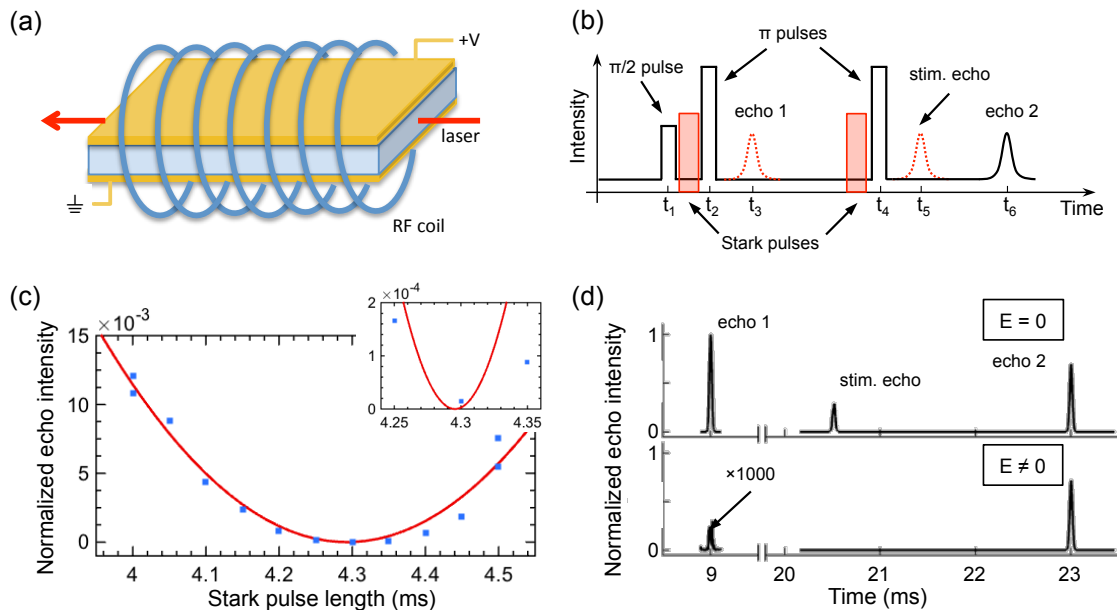 (a)
+V
laser
RF coil
(b)
Intensity
π/2 pulse
π pulses
echo 1
stim. echo
echo 2
t1 t2 t3 t4 t5 t6 Time
Stark pulses
(c)
×10⁻³
Normalized echo intensity
15
10
5
0
4 4.1 4.2 4.3 4.4 4.5
Stark pulse length (ms)
×10⁻⁴
2
1
0
4.25 4.3 4.35
(d)
Normalized echo intensity
1
0
echo 1
stim. echo
echo 2
E = 0
1
0
×1000
E ≠ 0
9 20 21 22 23
Time (ms)